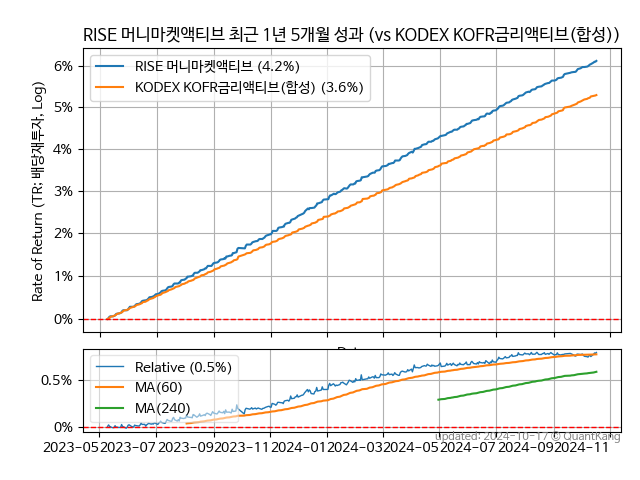 RISE 머니마켓액티브 최근 1년 5개월 성과 (vs KODEX KOFR금리액티브(합성))
Rate of Return (TR: 배당재투자, Log)
6%
5%
4%
3%
2%
1%
0%
RISE 머니마켓액티브 (4.2%)
KODEX KOFR금리액티브(합성) (3.6%)
0.5%
0%
Relative (0.5%)
MA(60)
MA(240)
2023-05 2023-07 2023-09 2023-11 2024-01 2024-03 2024-05 2024-07 2024-09 2024-11
Updated: 2024-10-17 © QuantKang